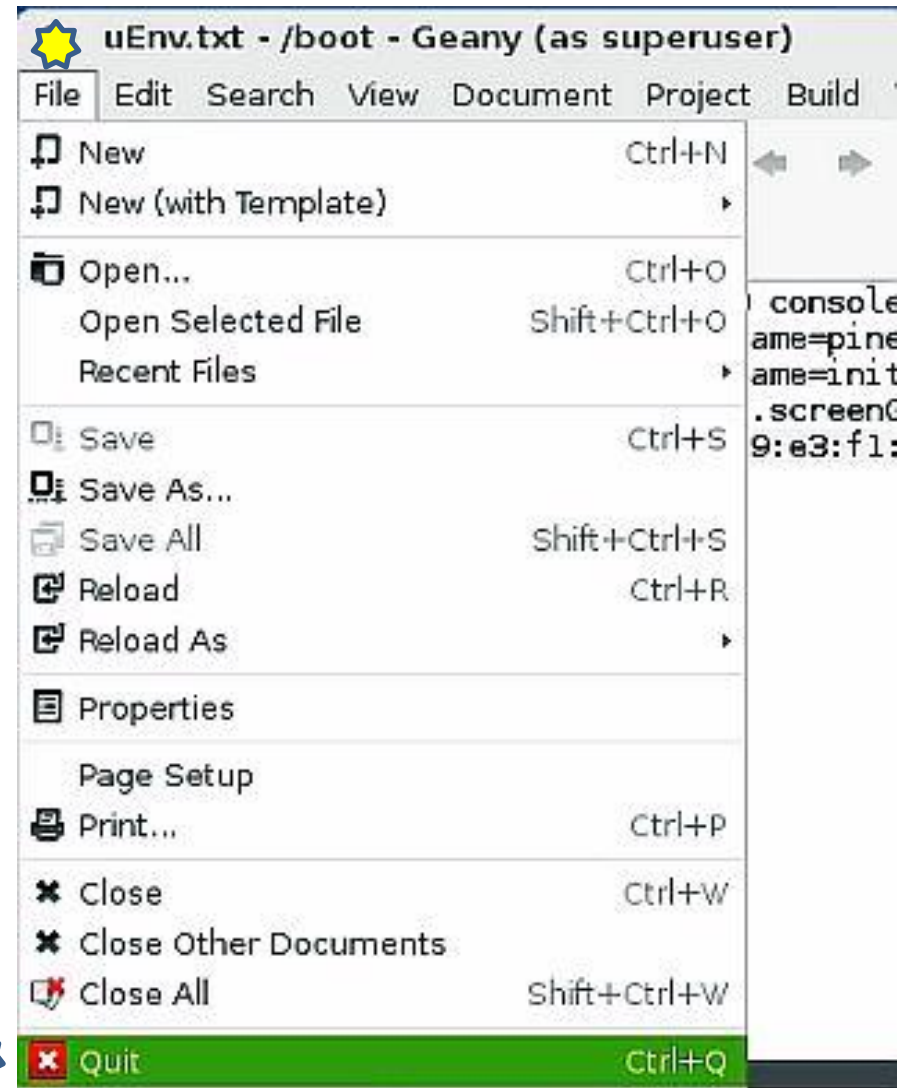 uEnv.txt - /boot - Geany (as superuser)
File Edit Search View Document Project Build
New Ctrl+N
New (with Template)
Open... Ctrl+O
Open Selected File Shift+Ctrl+O
console
Recent Files
ame=pine
ame=init
.screen
Save Ctrl+S
9:e3:f1:
Save As...
Save All Shift+Ctrl+S
Reload Ctrl+R
Reload As
Properties
Page Setup
Print... Ctrl+P
Close Ctrl+W
Close Other Documents
Close All Shift+Ctrl+W
Quit Ctrl+Q